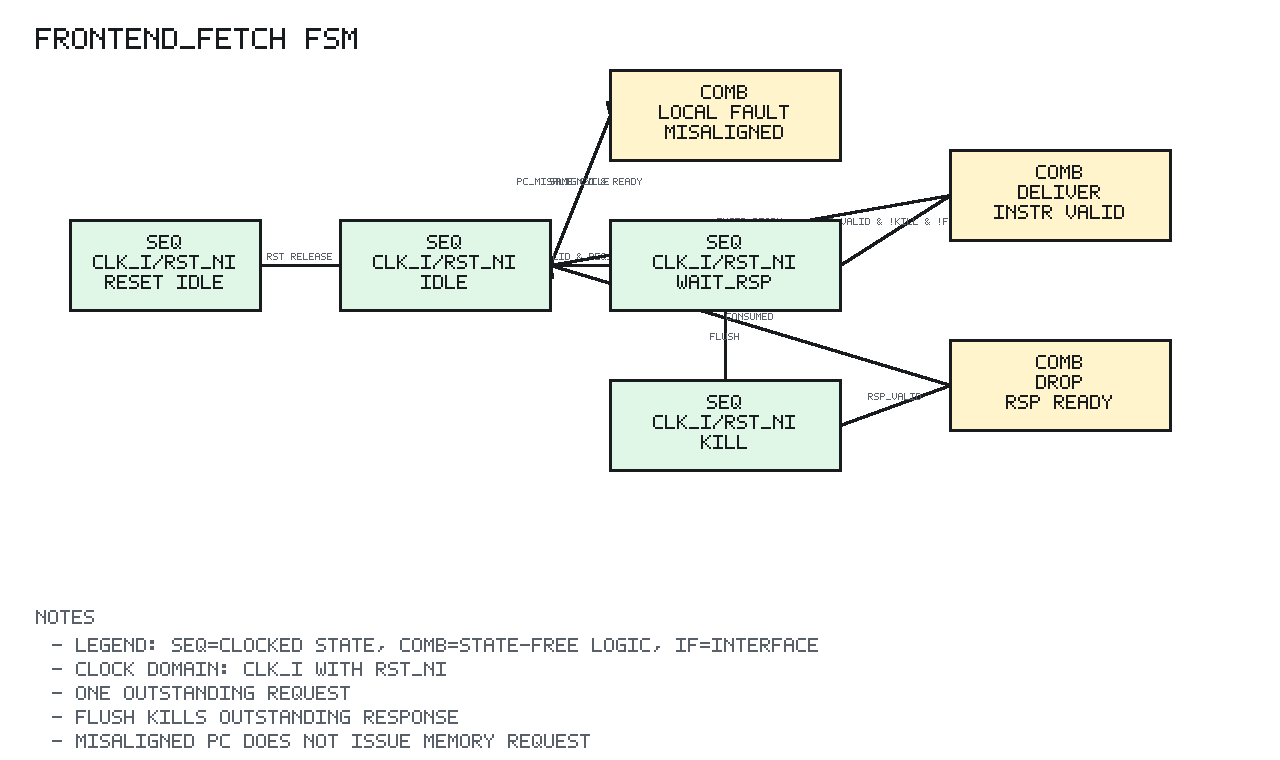 FRONTEND_FETCH FSM
COMB
LOCAL FAULT
MISALIGNED
COMB
DELIVER
INSTR VALID
SEQ
CLK_I/RST_NI
RESET IDLE
RST RELEASE
SEQ
CLK_I/RST_NI
IDLE
SEQ
CLK_I/RST_NI
WAIT_RSP
VALID & !KILL & !F
CONSUMED
FLUSH
SEQ
CLK_I/RST_NI
KILL
RSP_VALID
COMB
DROP
RSP READY
NOTES
- LEGEND: SEQ=CLOCKED STATE, COMB=STATE-FREE LOGIC, IF=INTERFACE
- CLOCK DOMAIN: CLK_I WITH RST_NI
- ONE OUTSTANDING REQUEST
- FLUSH KILLS OUTSTANDING RESPONSE
- MISALIGNED PC DOES NOT ISSUE MEMORY REQUEST